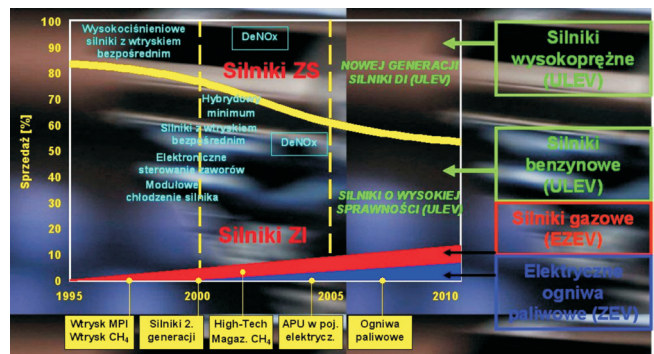 Sprzedaż [%]
100
90
80
70
60
50
40
30
20
10
0
1995
2000
2005
2010
Wysokociśnieniowe
silniki z wtryskiem
bezpośrednim
DeNOx
Silniki ZS
NOWEJ GENERACJI
SILNIKI DI (ULEV)
Hybrydowy
minimum
Silniki z wtryskiem
bezpośrednim
DeNOx
Elektroniczne
sterowanie zaworów
Modułowe
chłodzenie silnika
SILNIKI O WYSOKIEJ
SPRAWNOŚCI (ULEV)
Silniki ZI
Silniki
wysokoprężne
(ULEV)
Silniki
benzynowe
(ULEV)
Silniki gazowe
(EZEV)
Elektryczne
ogniwa
paliwowe (ZEV)
Wtrysk MPI
Wtrysk CH₄
Silniki 2.
generacji
High-Tech
Magaz. CH₄
APU w poj.
elektrycz.
Ogniwa
paliwowe